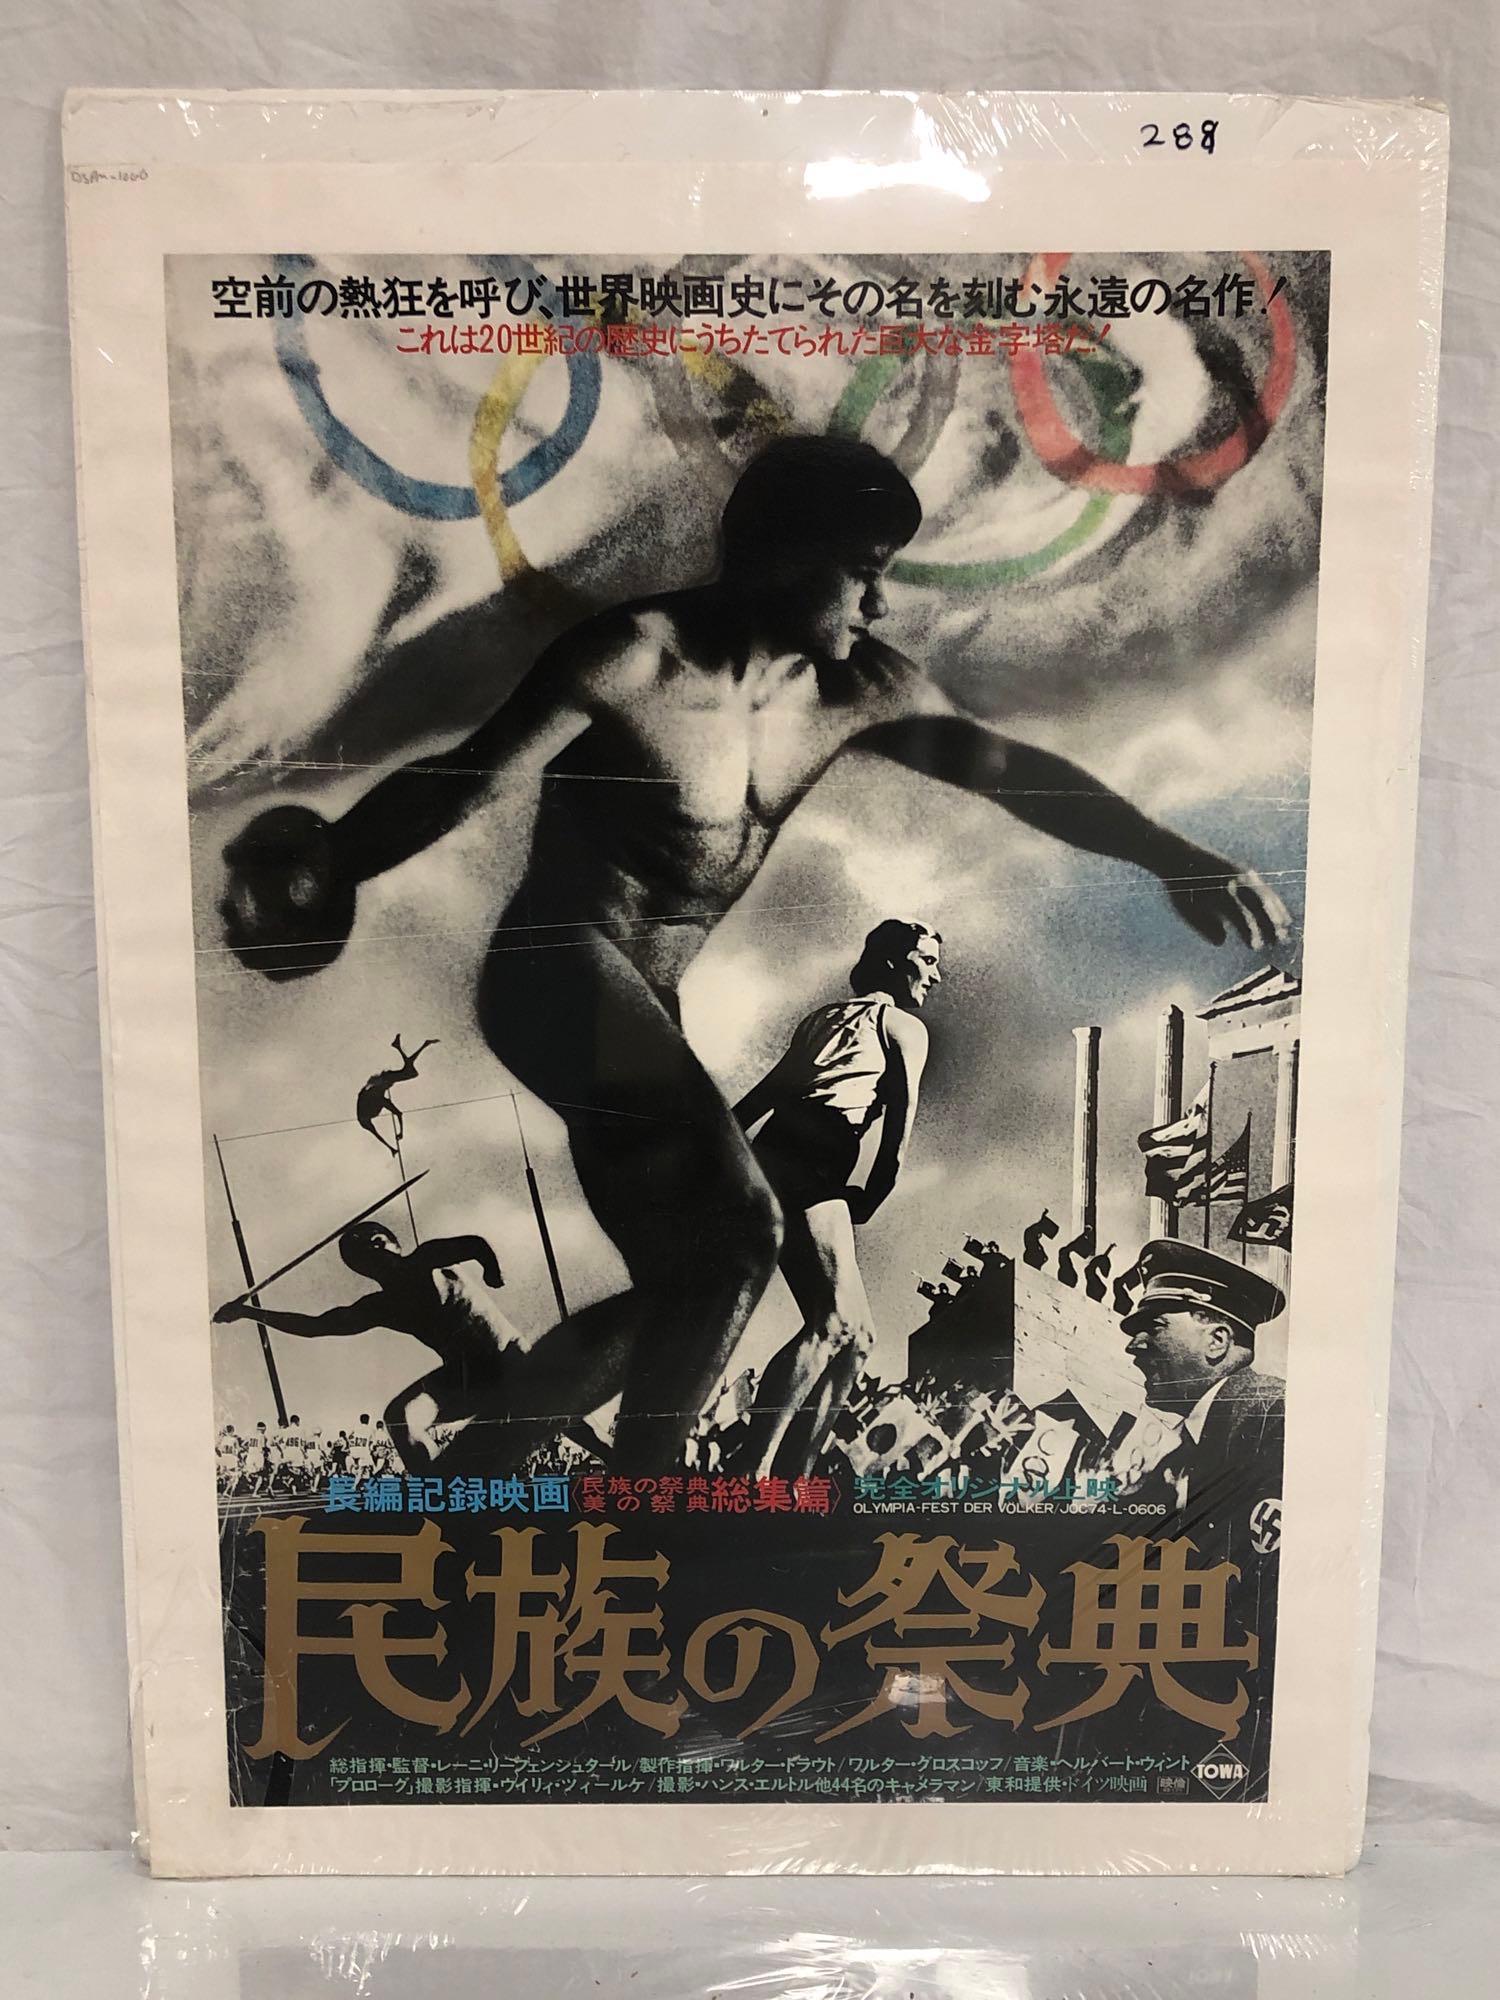 288
空前の熱狂を呼び、世界映画史にその名を刻む永遠の名作!
これは20世紀の歴史にうちたてられた巨大な金字塔だ!
長編記録映画〈民族の祭典 美の祭典 総集篇〉完全オリジナル上映
OLYMPIA-FEST DER VÖLKER/JOC74-L-0606
民族の祭典
総指揮・監督・レーニ・リーフェンシュタール/製作指揮・ワルター・トラウト/ワルター・グロスコッフ/音楽・ヘルバート・ウィント
「プロローグ」撮影指揮・ウイリィ・ツィールケ/撮影・ハンス・エルトル他44名のキャメラマン/東和提供・ドイツ映画 映倫
TOWA